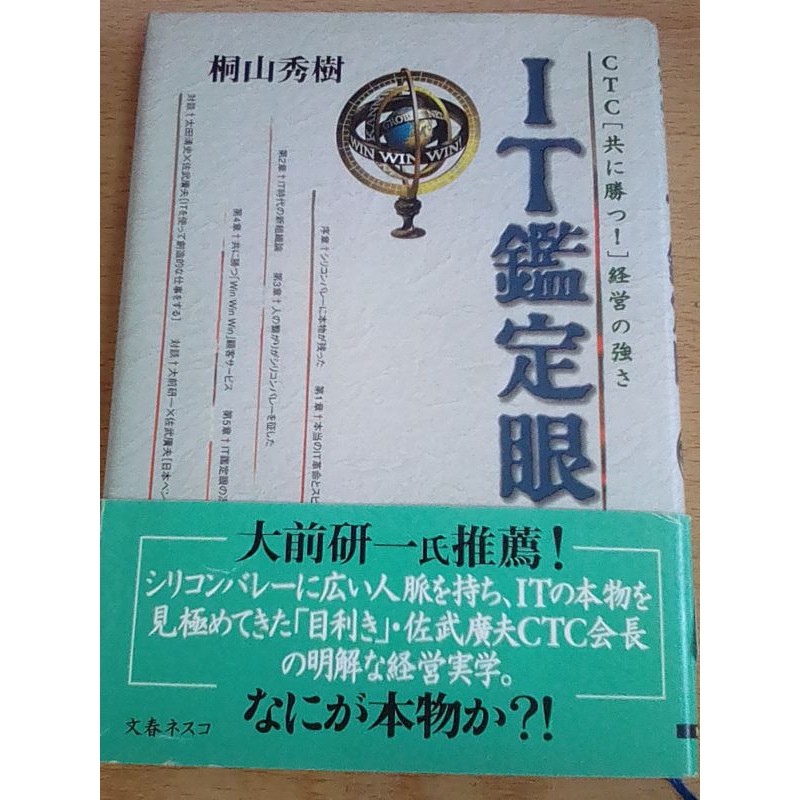 CTC「共に勝つ!」経営の強さ
IT鑑定眼
桐山秀樹
WIN WIN WIN!
序章†シリコンバレーに本物が残った 第1章†本当のIT革命とスピ
第2章†IT時代の新組織論 第3章†人の繋がりがシリコンバレーを征した
第4章†共に勝つ「Win Win Win」顧客サービス 第5章†IT鑑定眼の
対談†太田清史×佐武廣夫[ITを使って創造的な仕事をする] 対談†大前研一×佐武廣夫[日本ベン
大前研一氏推薦!
シリコンバレーに広い人脈を持ち、ITの本物を
見極めてきた「目利き」・佐武廣夫CTC会長
の明解な経営実学。
なにが本物か?!
文春ネスコ